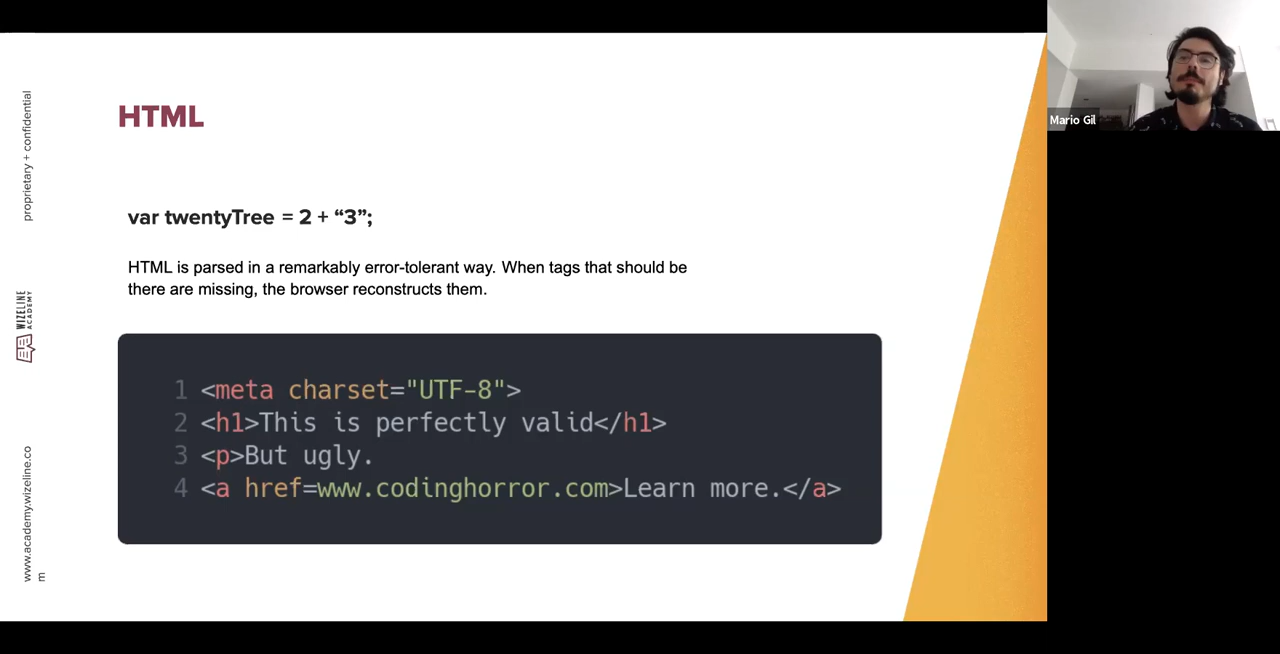 HTML
var twentyTree = 2 + “3”;
HTML is parsed in a remarkably error-tolerant way. When tags that should be
there are missing, the browser reconstructs them.
1 <meta charset="UTF-8">
2 <h1>This is perfectly valid</h1>
3 <p>But ugly.
4 <a href=www.codinghorror.com>Learn more.</a>
proprietary + confidential
WIZELINE
ACADEMY
www.academy.wizeline.co
m
Mario Gil